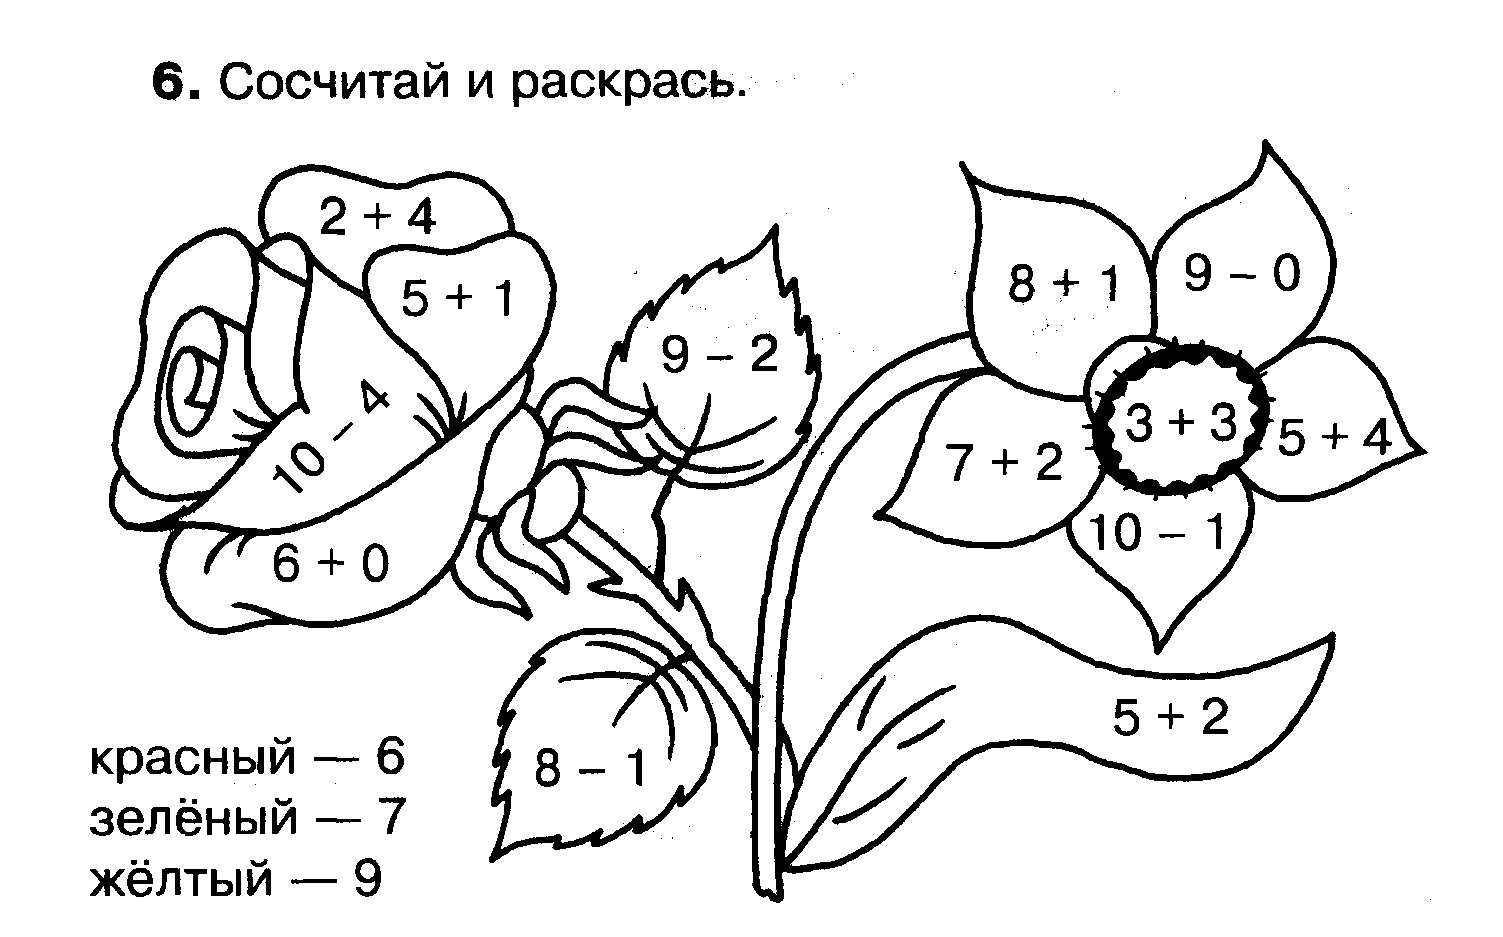 6. Сосчитай и раскрась.
2 + 4
5 + 1
10 – 4
6 + 0
9 – 2
8 – 1
8 + 1
9 – 0
3 + 3
5 + 4
7 + 2
10 – 1
5 + 2
красный — 6
зелёный — 7
жёлтый — 9